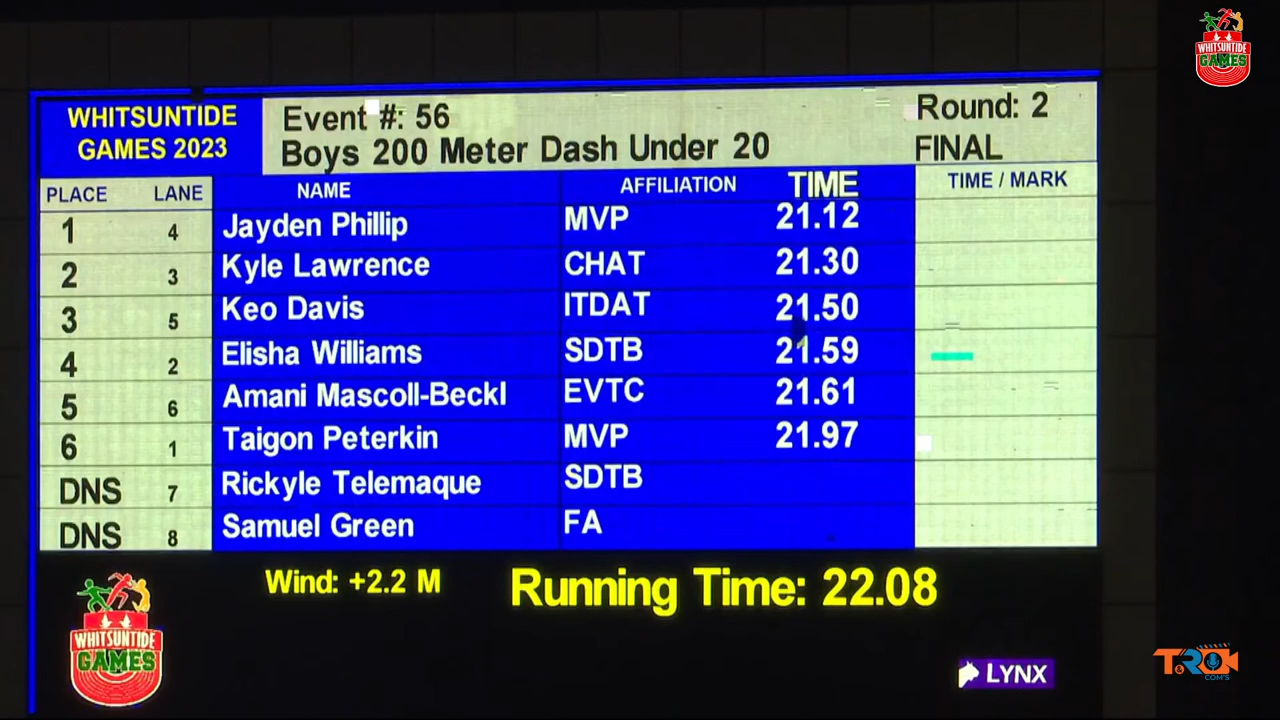 WHITSUNTIDE
GAMES
WHITSUNTIDE
GAMES 2023
Event #: 56
Boys 200 Meter Dash Under 20
Round: 2
FINAL
PLACE LANE NAME AFFILIATION TIME TIME / MARK
1 4 Jayden Phillip MVP 21.12
2 3 Kyle Lawrence CHAT 21.30
3 5 Keo Davis ITDAT 21.50
4 2 Elisha Williams SDTB 21.59
5 6 Amani Mascoll-Beckl EVTC 21.61
6 1 Taigon Peterkin MVP 21.97
DNS 7 Rickyle Telemaque SDTB
DNS 8 Samuel Green FA
Wind: +2.2 M Running Time: 22.08
WHITSUNTIDE
GAMES
LYNX
T&RO
COM'S